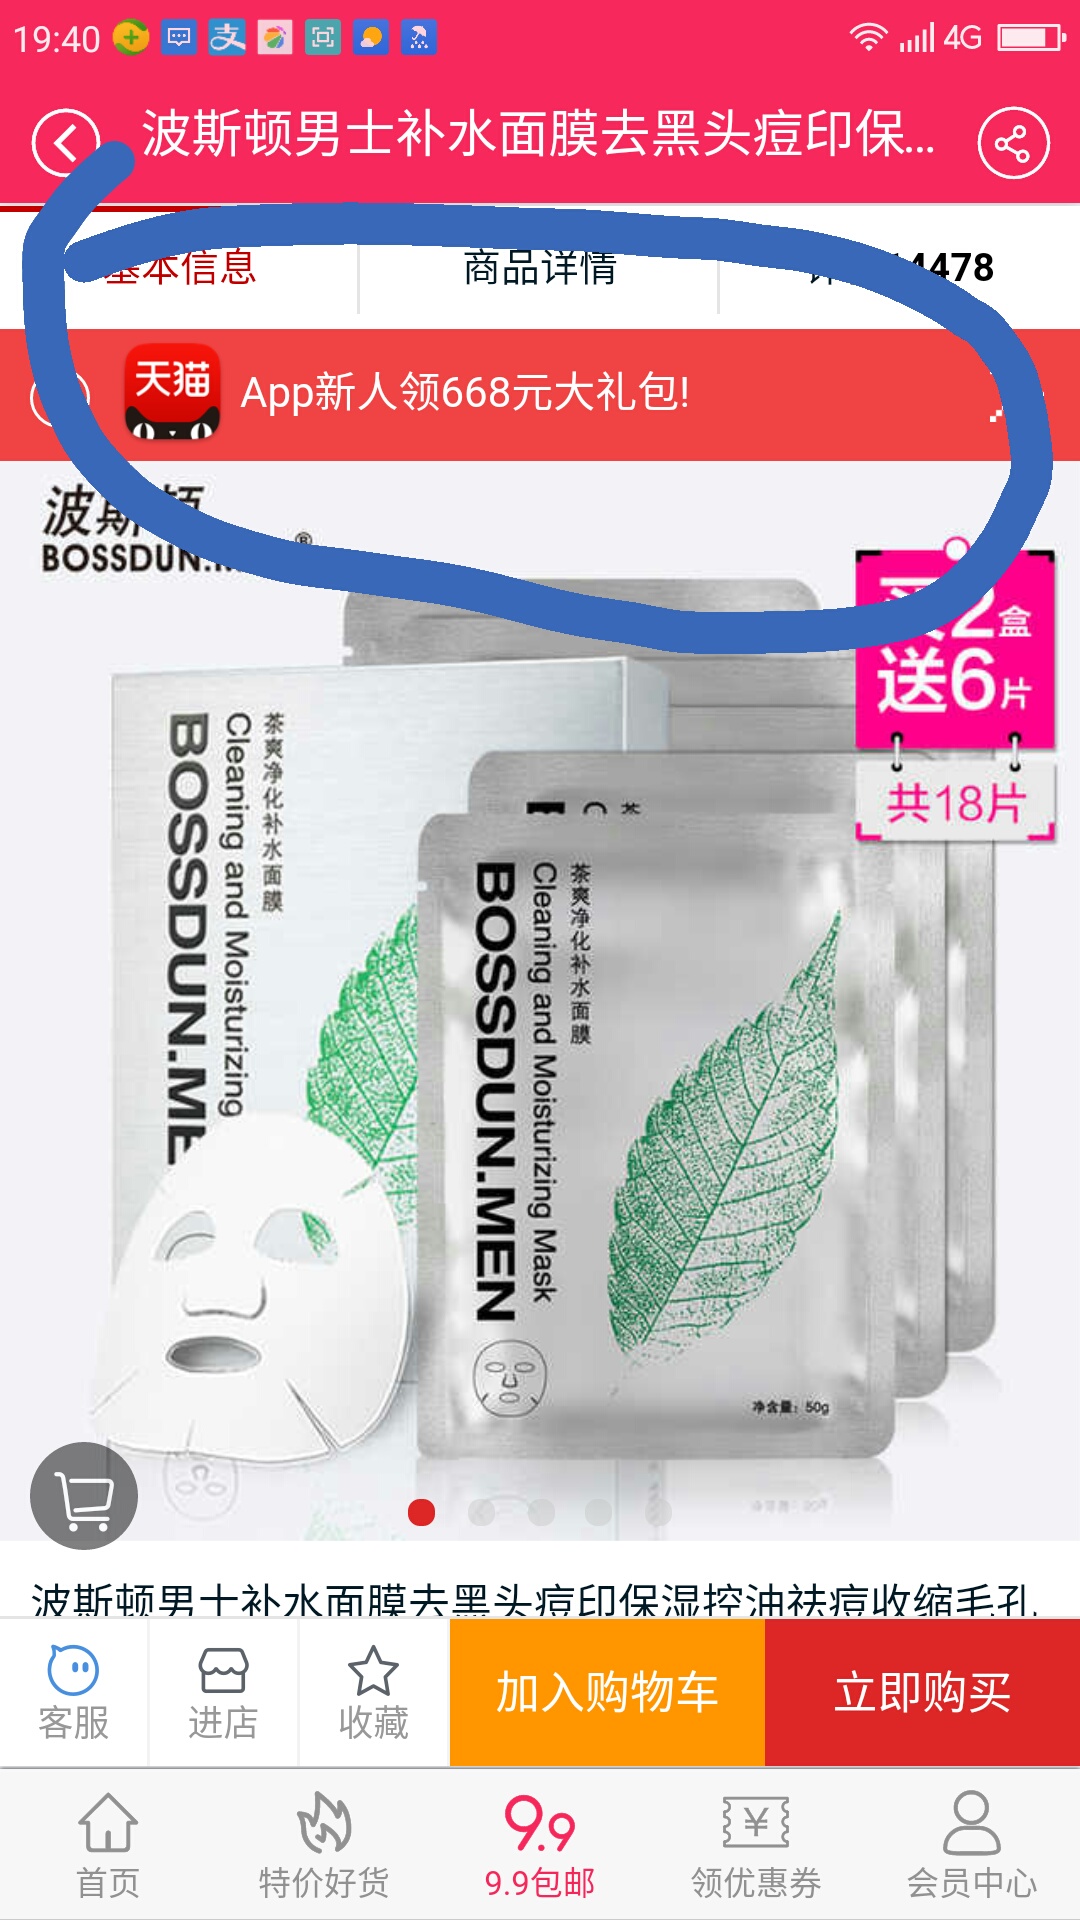 19:40
4G
波斯顿男士补水面膜去黑头痘印保...
基本信息
商品详情
天猫
App新人领668元大礼包!
BOSSDUN.
®
2盒
送6片
共18片
茶爽净化补水面膜
Cleaning and Moisturizing
BOSSDUN.ME
茶爽净化补水面膜
Cleaning and Moisturizing Mask
BOSSDUN.MEN
净含量：50g
波斯顿男士补水面膜去黑头痘印保湿控油祛痘收缩毛孔
客服
进店
收藏
加入购物车
立即购买
首页
特价好货
9.9
9.9包邮
领优惠券
会员中心